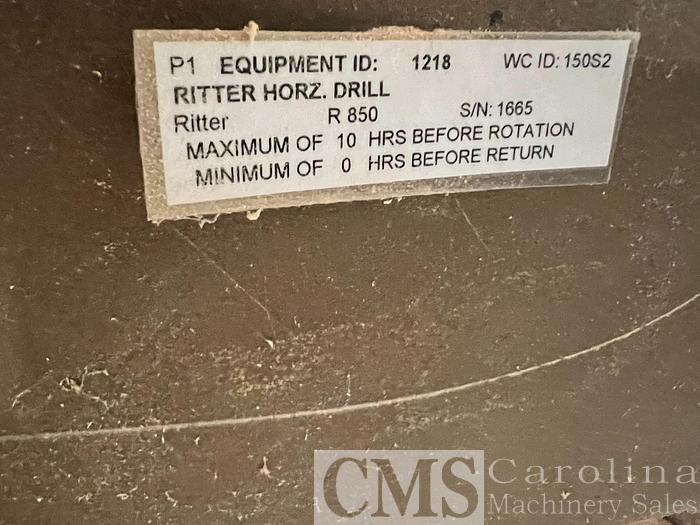 P1 EQUIPMENT ID: 1218 WC ID: 150S2
RITTER HORZ. DRILL
Ritter R 850 S/N: 1665
MAXIMUM OF 10 HRS BEFORE ROTATION
MINIMUM OF 0 HRS BEFORE RETURN
CMS Carolina
Machinery Sales